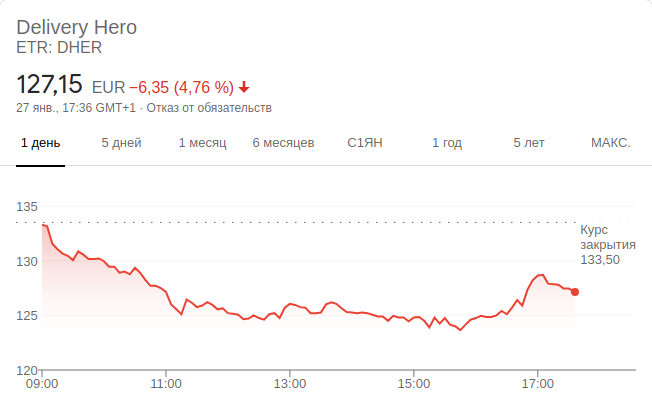 Delivery Hero
ETR: DHER
127,15 EUR −6,35 (4,76 %)
27 янв., 17:36 GMT+1 · Отказ от обязательств
1 день 5 дней 1 месяц 6 месяцев С1ЯН 1 год 5 лет МАКС.
135
Курс
закрытия
133,50
130
125
120
09:00 11:00 13:00 15:00 17:00